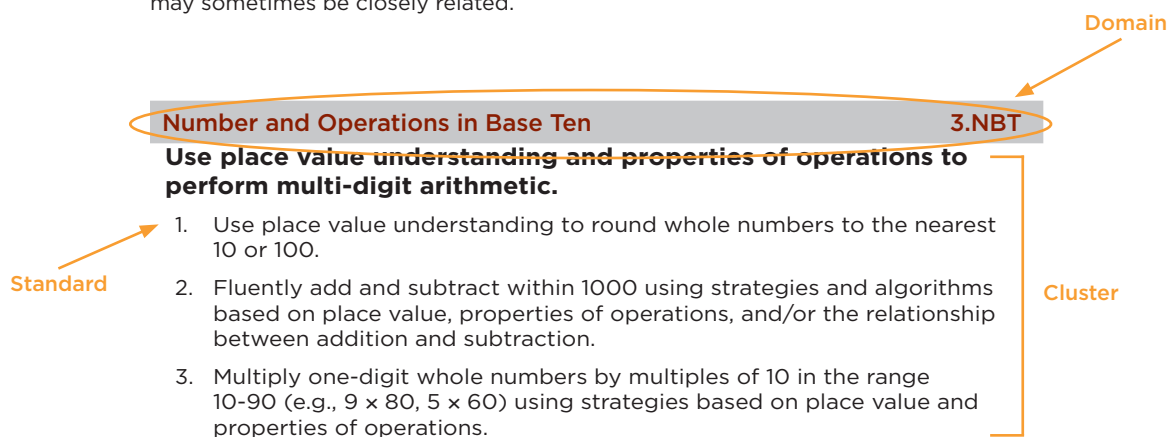 may sometimes be closely related.
Domain
Number and Operations in Base Ten 3.NBT
Use place value understanding and properties of operations to
perform multi-digit arithmetic.
1. Use place value understanding to round whole numbers to the nearest
10 or 100.
Standard
2. Fluently add and subtract within 1000 using strategies and algorithms
based on place value, properties of operations, and/or the relationship
between addition and subtraction.
Cluster
3. Multiply one-digit whole numbers by multiples of 10 in the range
10-90 (e.g., 9 × 80, 5 × 60) using strategies based on place value and
properties of operations.